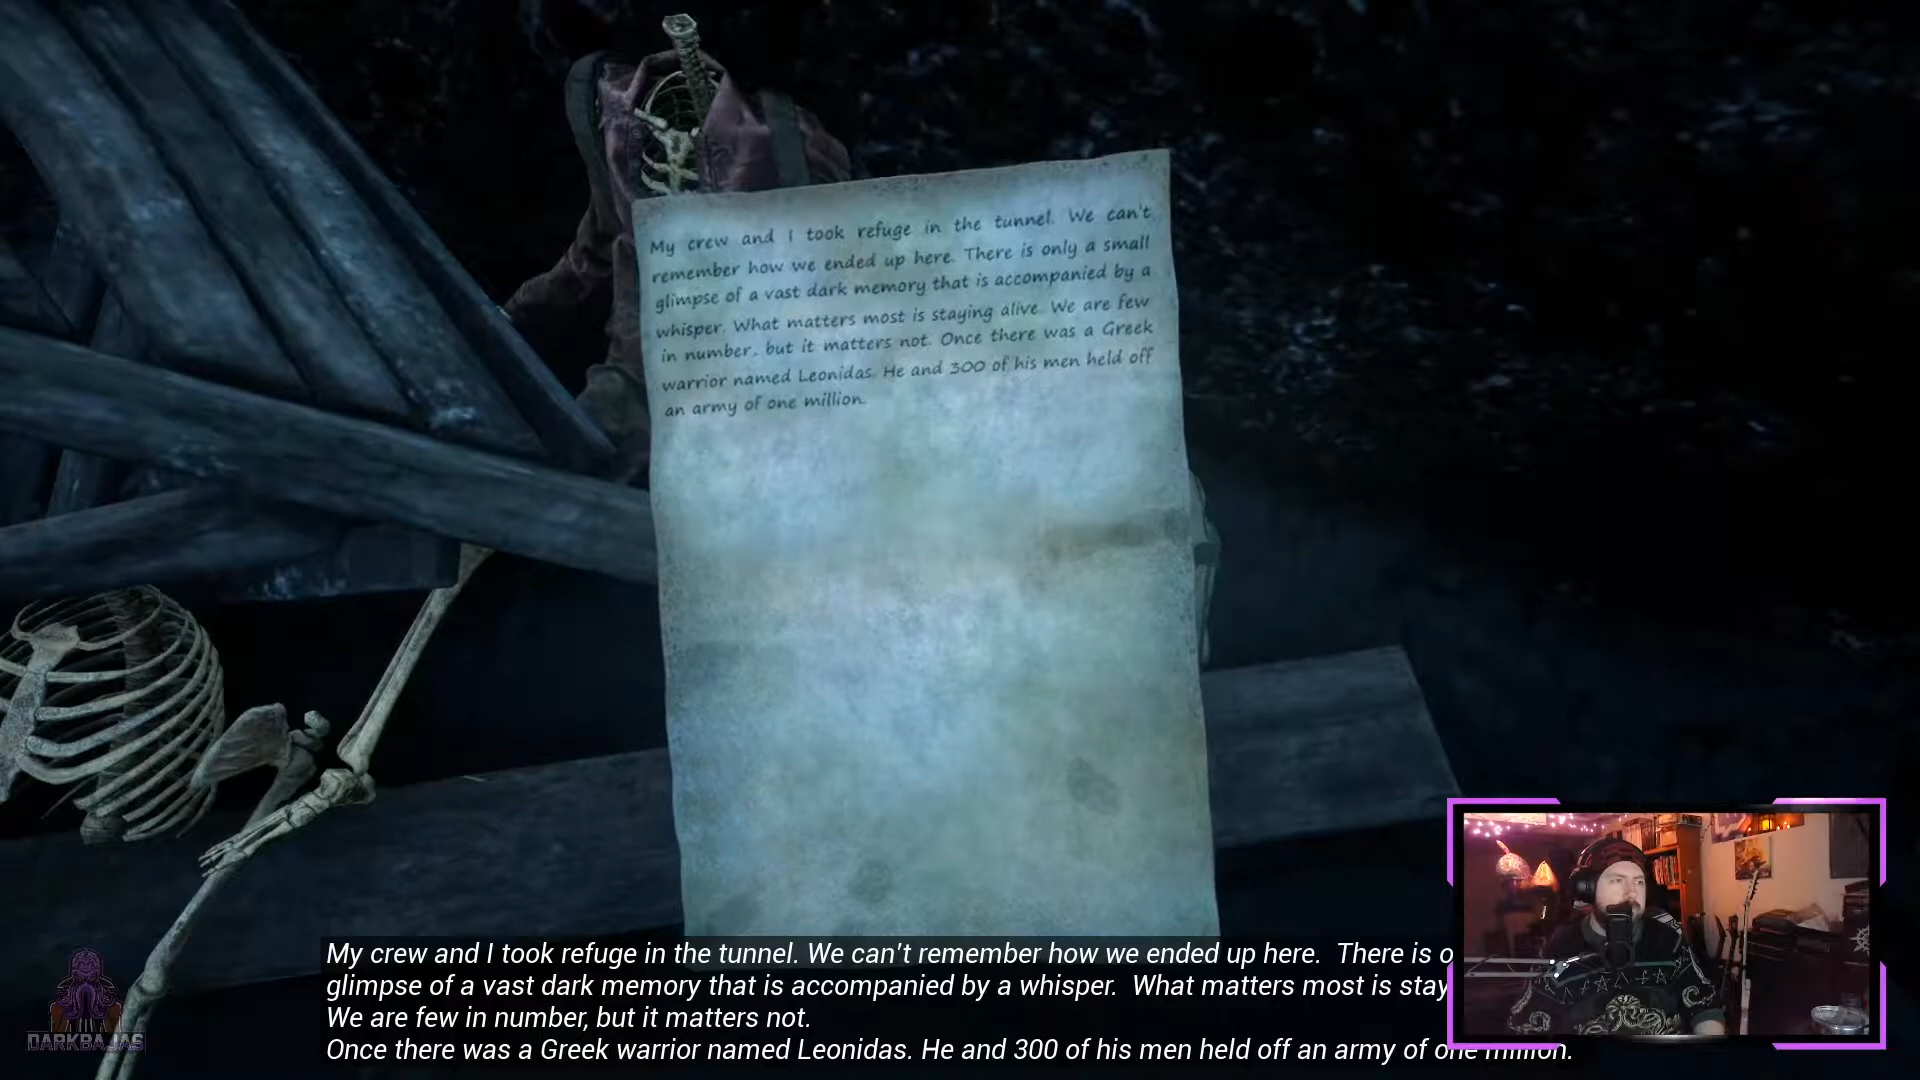 My crew and I took refuge in the tunnel. We can't
remember how we ended up here. There is only a small
glimpse of a vast dark memory that is accompanied by a
whisper. What matters most is staying alive. We are few
in number, but it matters not. Once there was a Greek
warrior named Leonidas. He and 300 of his men held off
an army of one million.
My crew and I took refuge in the tunnel. We can't remember how we ended up here.  There is o
glimpse of a vast dark memory that is accompanied by a whisper.  What matters most is stay
We are few in number, but it matters not.
Once there was a Greek warrior named Leonidas. He and 300 of his men held off an army of one million.
DARKBAJAS